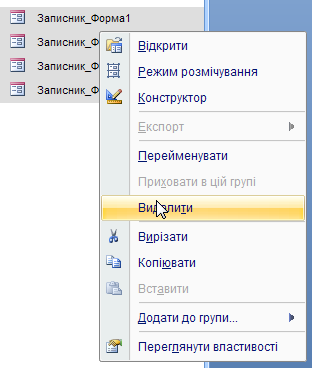 Записник_Форма1
Записник_Ф
Записник_Ф
Записник_Ф
Відкрити
Режим розмічування
Конструктор
Експорт
Перейменувати
Приховати в цій групі
Видалити
Вирізати
Копіювати
Вставити
Додати до групи...
Переглянути властивості